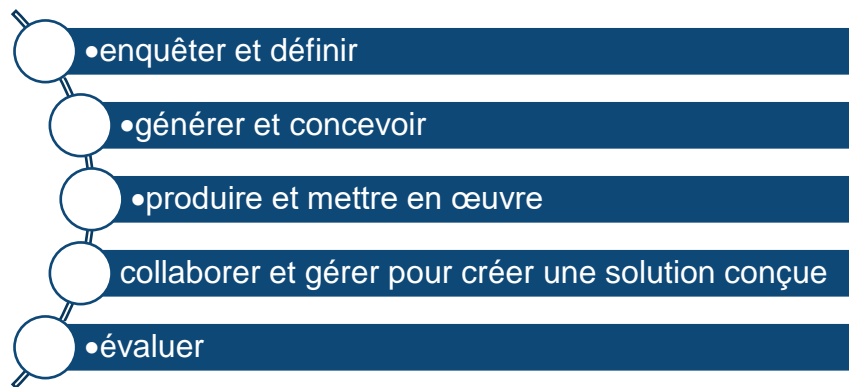 •enquêter et définir
•générer et concevoir
•produire et mettre en œuvre
collaborer et gérer pour créer une solution conçue
•évaluer